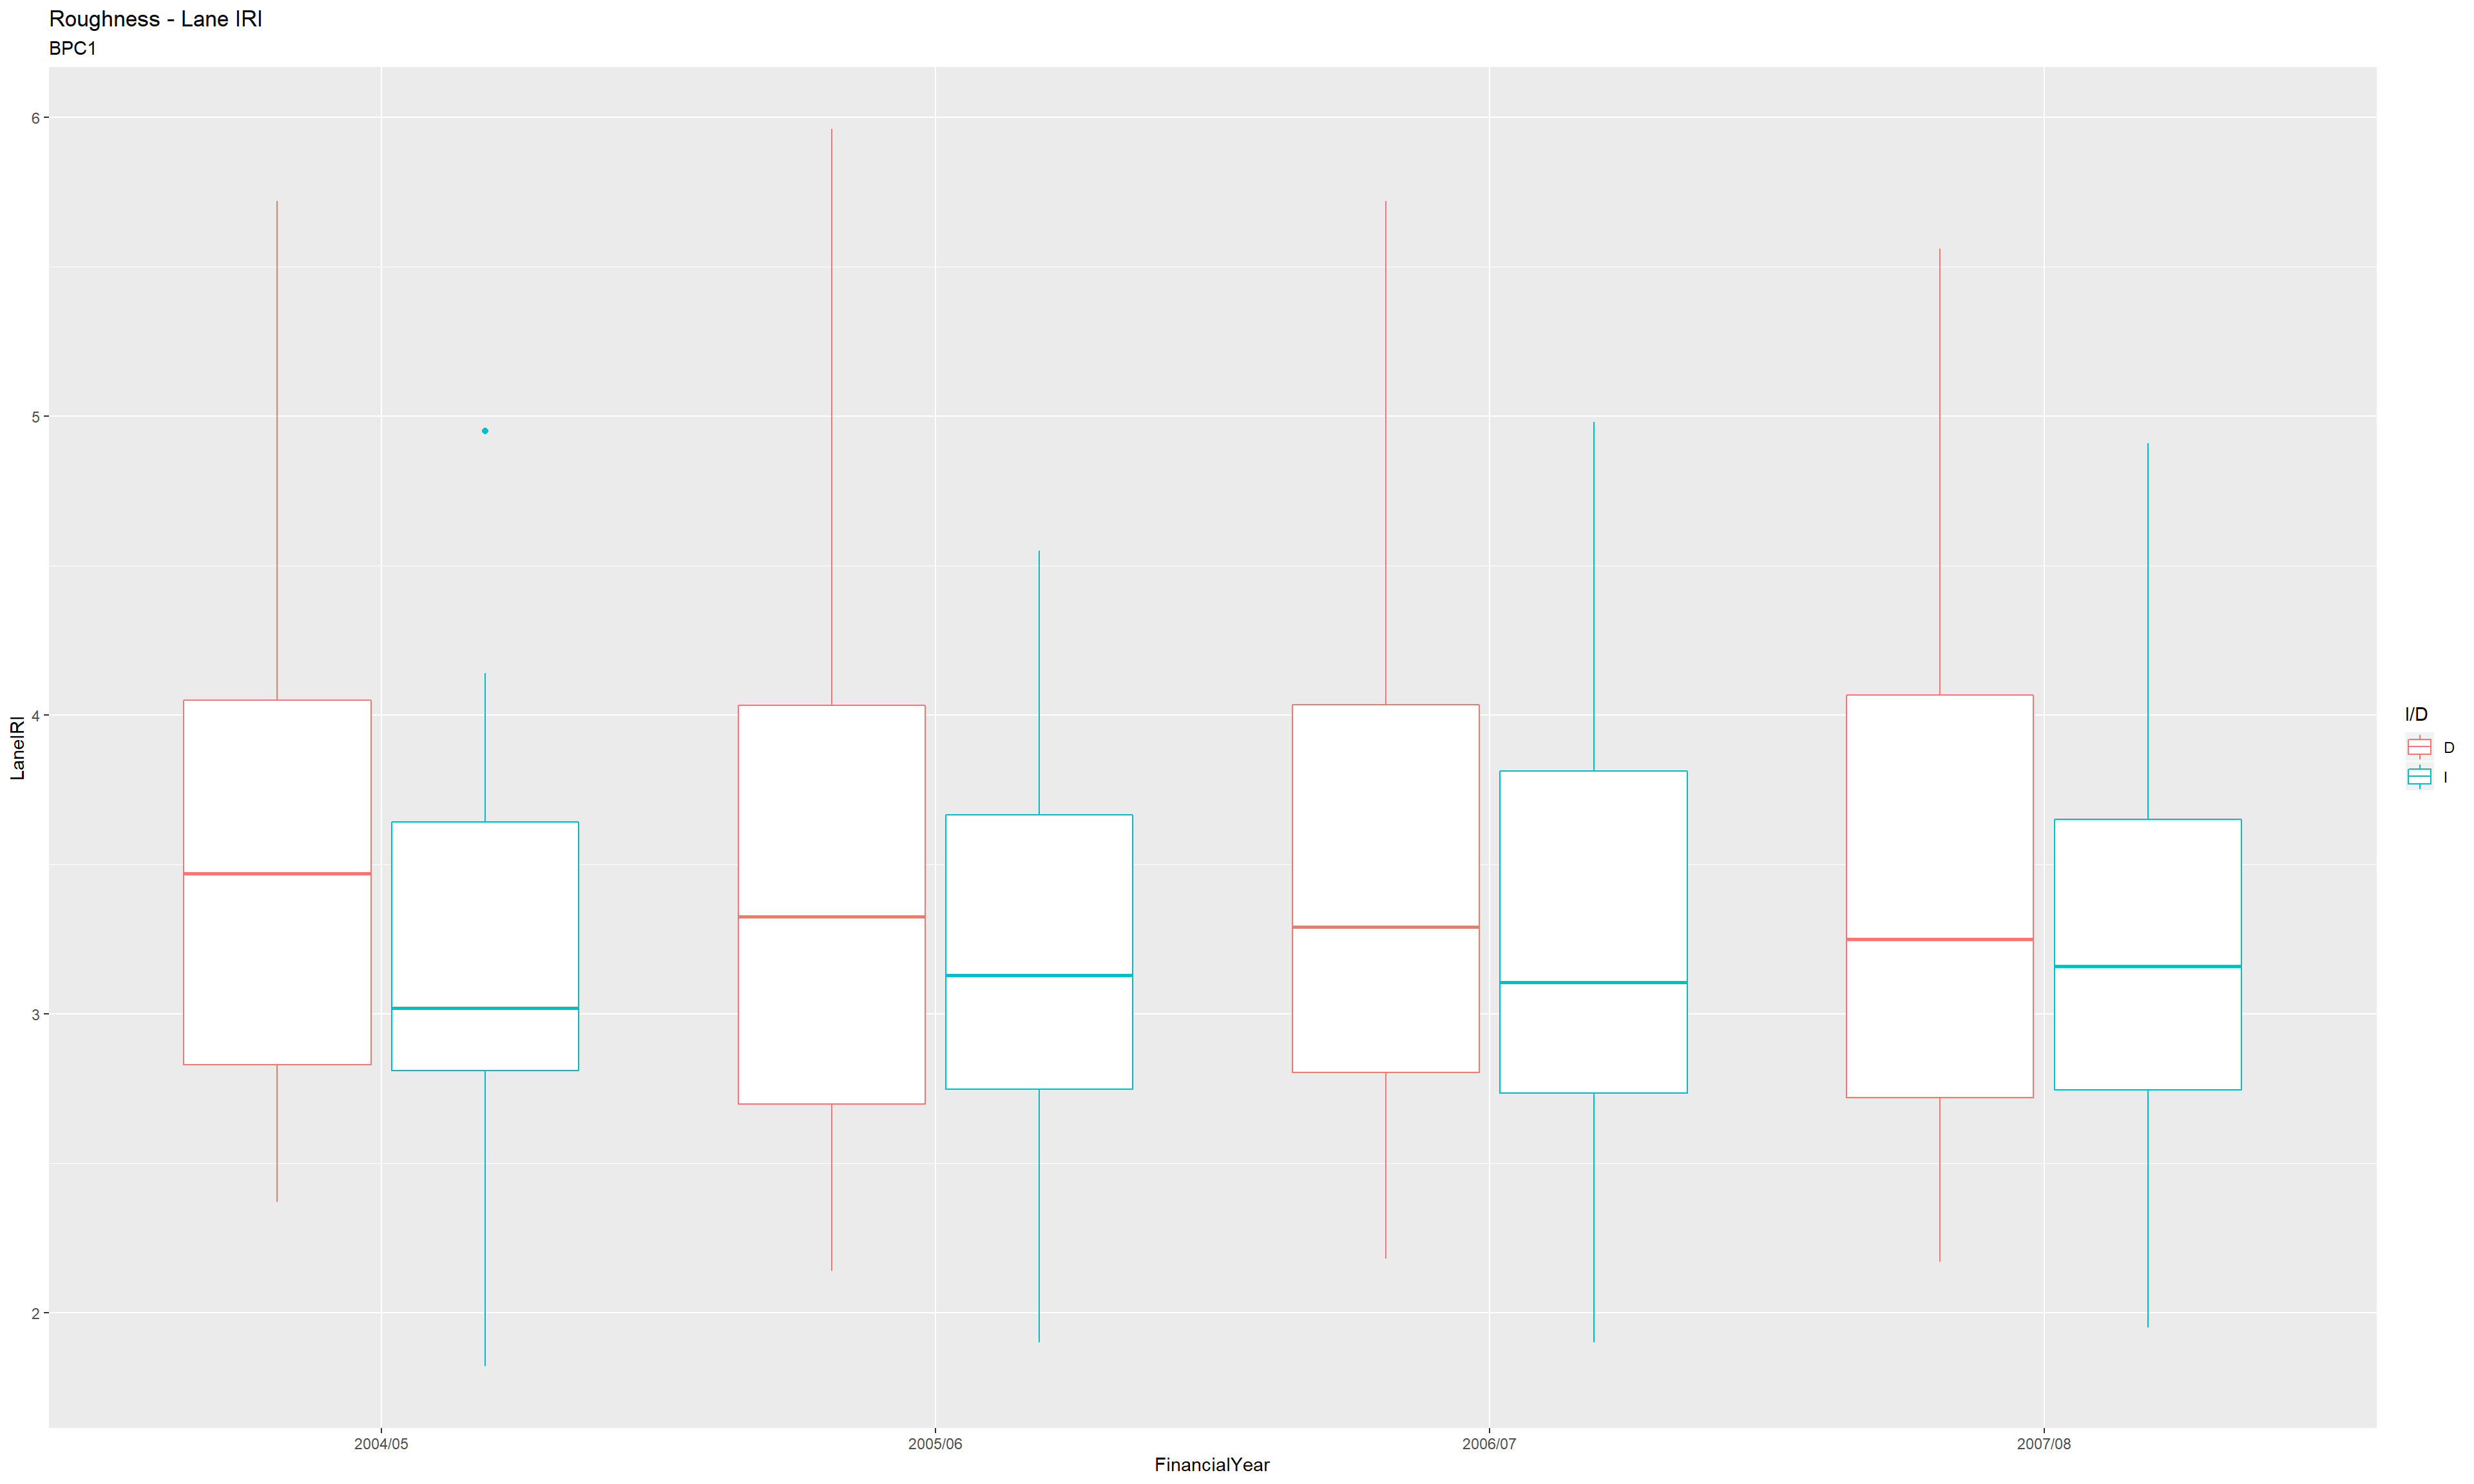 Roughness - Lane IRI
BPC1
6
5
4
3
2
LaneIRI
2004/05
2005/06
2006/07
2007/08
FinancialYear
I/D
D
I